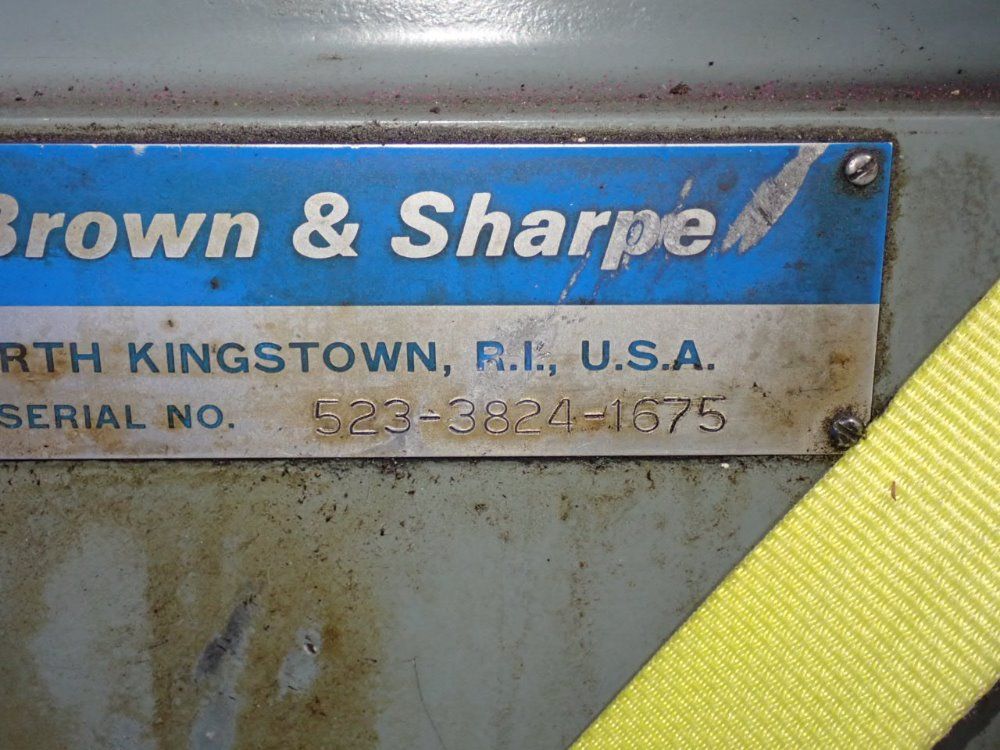 Brown & Sharpe
RTH KINGSTOWN, R.I., U.S.A.
SERIAL NO. 523-3824-1675